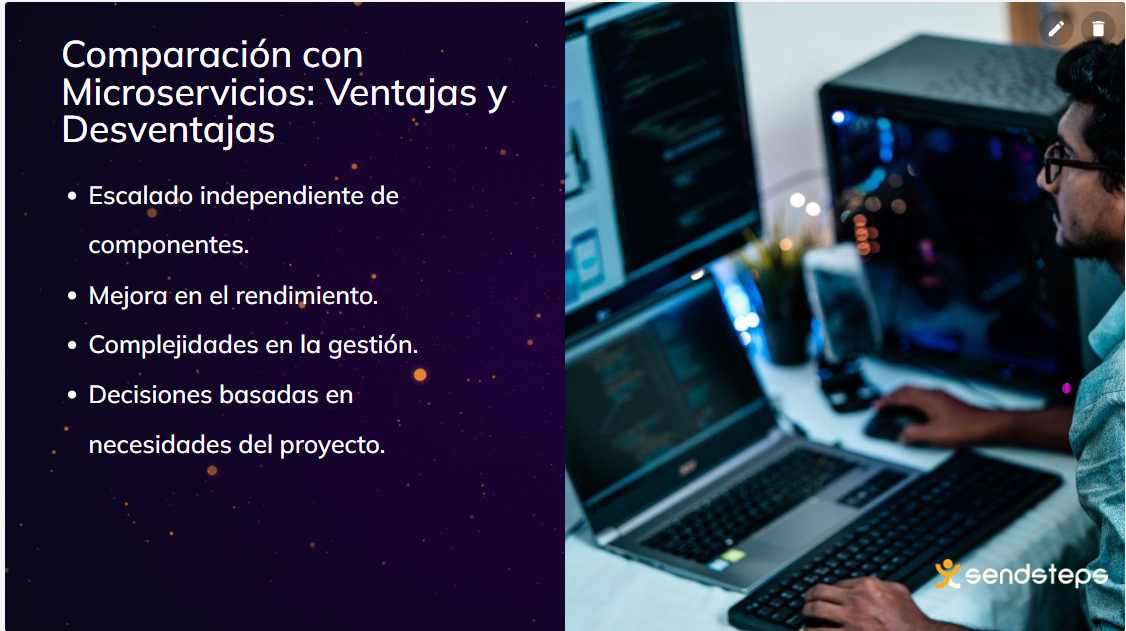 Comparación con
Microservicios: Ventajas y
Desventajas
• Escalado independiente de
componentes.
• Mejora en el rendimiento.
• Complejidades en la gestión.
• Decisiones basadas en
necesidades del proyecto.
sendsteps